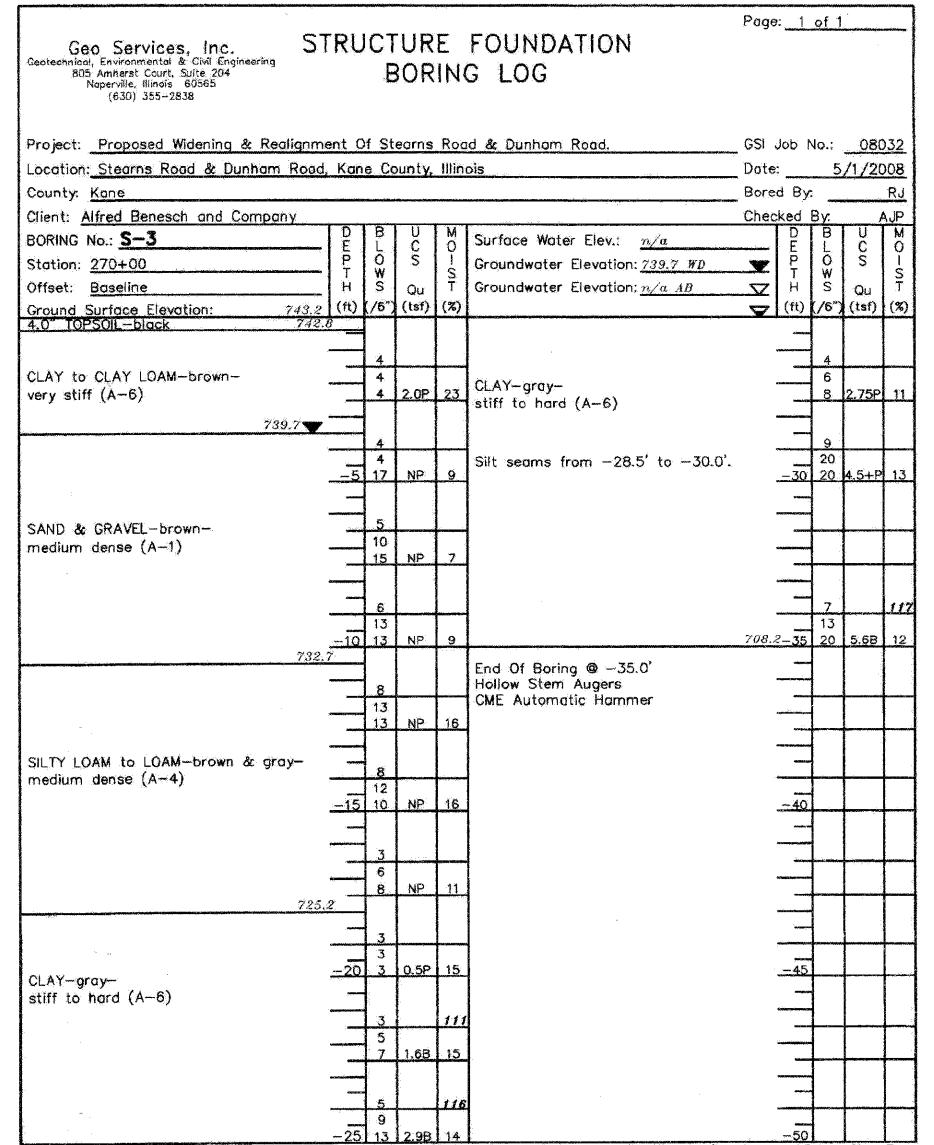 Page: 1 of 1
Geo Services, Inc.
Geotechnical, Environmental & Civil Engineering
805 Amherst Court, Suite 204
Naperville, Illinois 60565
(630) 355-2838
STRUCTURE FOUNDATION
BORING LOG
Project: Proposed Widening & Realignment Of Stearns Road & Dunham Road.
GSI Job No.: 08032
Location: Stearns Road & Dunham Road, Kane County, Illinois
Date: 5/1/2008
County: Kane
Bored By: RJ
Client: Alfred Benesch and Company
Checked By: AJP
BORING No.: S-3
Station: 270+00
Offset: Baseline
Ground Surface Elevation: 743.2
DEPTH (ft)
BLOWS (/6")
UCS Qu (tsf)
MOIST (%)
4.0" TOPSOIL-black 742.8
4
CLAY to CLAY LOAM-brown- 4
very stiff (A-6) 4 2.0P 23
739.7
4
4
-5 17 NP 9
SAND & GRAVEL-brown- 5
medium dense (A-1) 10
15 NP 7
6
13
-10 13 NP 9
732.7
8
13
13 NP 16
SILTY LOAM to LOAM-brown & gray- 8
medium dense (A-4) 12
-15 10 NP 16
3
6
8 NP 11
725.2
3
3
-20 3 0.5P 15
CLAY-gray-
stiff to hard (A-6)
3 111
5
7 1.6B 15
5 116
9
-25 13 2.9B 14
Surface Water Elev.: n/a
Groundwater Elevation: 739.7 WD
Groundwater Elevation: n/a AB
DEPTH (ft)
BLOWS (/6")
UCS Qu (tsf)
MOIST (%)
4
CLAY-gray- 6
stiff to hard (A-6) 8 2.75P 11
9
Silt seams from -28.5' to -30.0'. 20
-30 20 4.5+P 13
7 117
13
708.2 -35 20 5.6B 12
End Of Boring @ -35.0'
Hollow Stem Augers
CME Automatic Hammer
-40
-45
-50